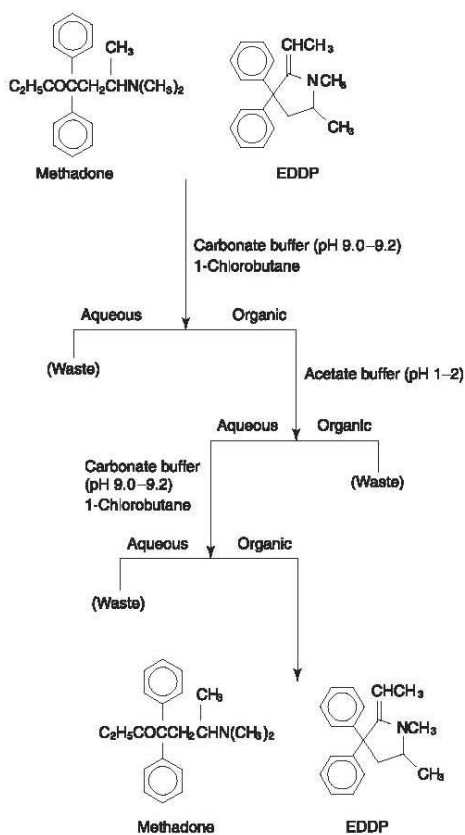 CH₃
CHCH₃
C₂H₅COCCH₂CHN(CH₃)₂
NCH₃
CH₃
Methadone
EDDP
Carbonate buffer (pH 9.0–9.2)
1-Chlorobutane
Aqueous
Organic
(Waste)
Acetate buffer (pH 1–2)
Aqueous
Organic
Carbonate buffer
(pH 9.0–9.2)
1-Chlorobutane
(Waste)
Aqueous
Organic
(Waste)
CH₃
CHCH₃
C₂H₅COCCH₂CHN(CH₃)₂
NCH₃
CH₃
Methadone
EDDP